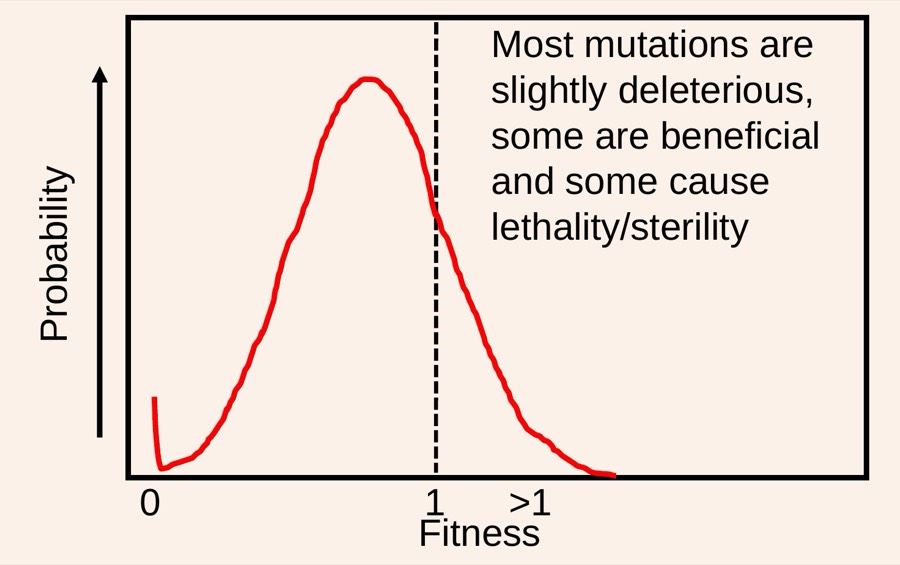 Most mutations are
slightly deleterious,
some are beneficial
and some cause
lethality/sterility
Probability
0 1 >1
Fitness